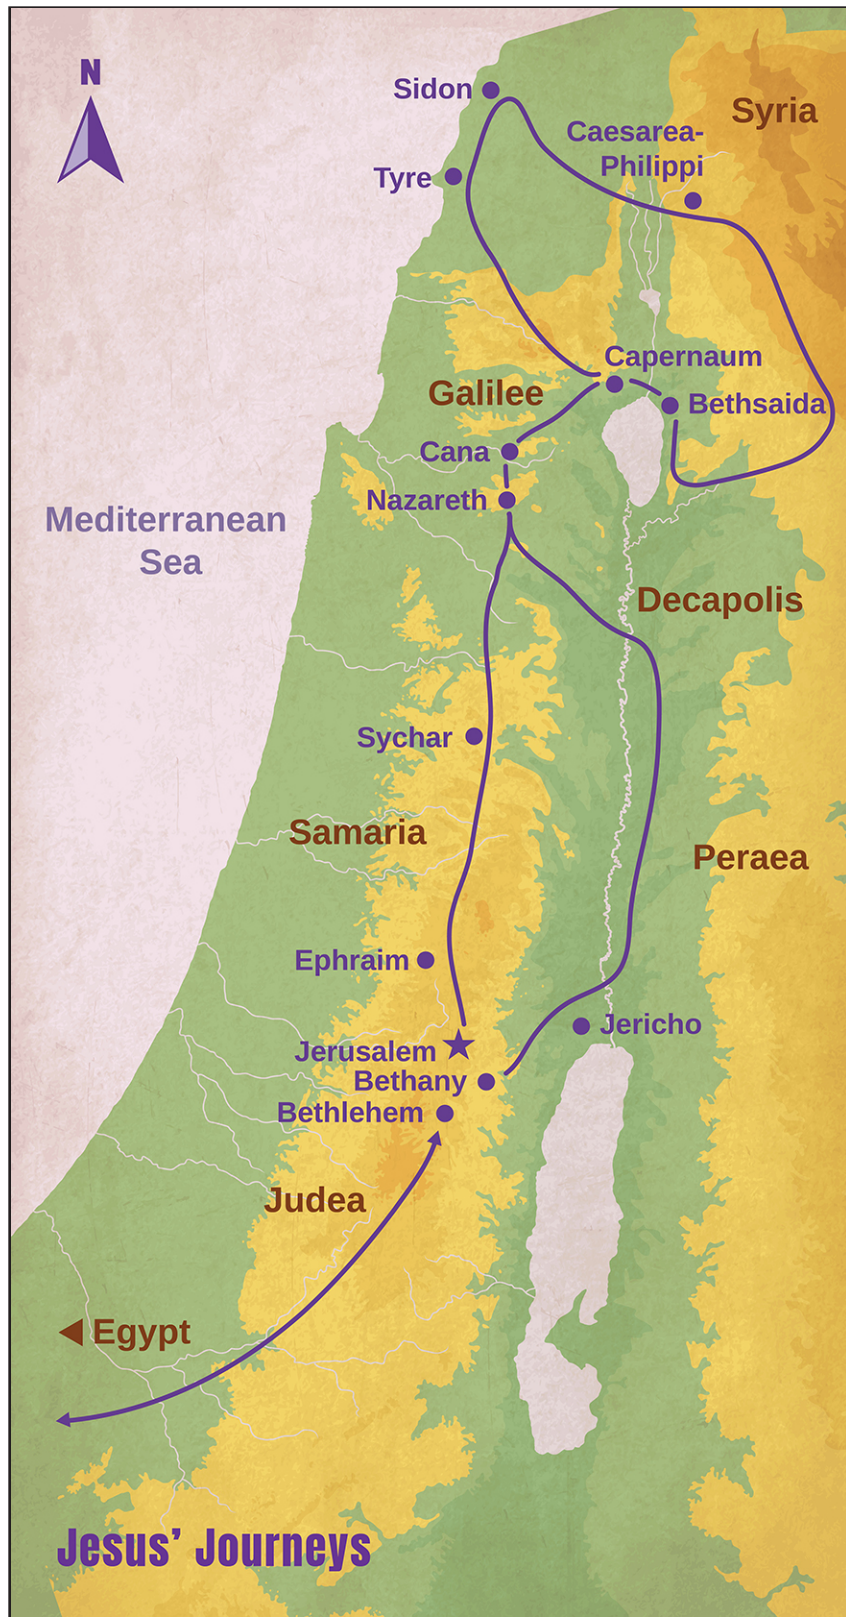 N
Sidon
Syria
Caesarea-
Philippi
Tyre
Capernaum
Galilee
Bethsaida
Cana
Nazareth
Mediterranean
Sea
Decapolis
Sychar
Samaria
Peraea
Ephraim
Jericho
Jerusalem
Bethany
Bethlehem
Judea
Egypt
Jesus’ Journeys